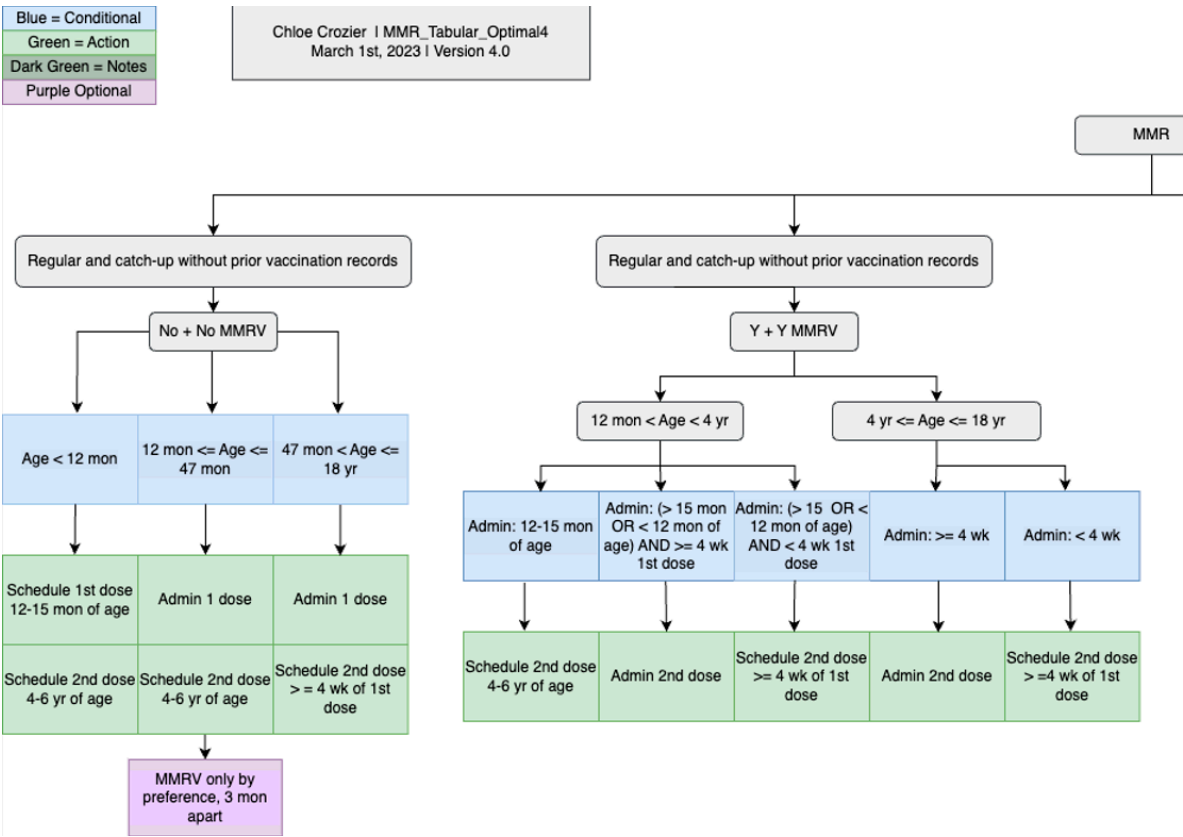 Blue = Conditional
Green = Action
Dark Green = Notes
Purple Optional
Chloe Crozier I MMR_Tabular_Optimal4
March 1st, 2023 I Version 4.0
MMR
Regular and catch-up without prior vaccination records
No + No MMRV
Age < 12 mon
12 mon <= Age <=
47 mon
47 mon < Age <=
18 yr
Schedule 1st dose
12-15 mon of age
Admin 1 dose
Admin 1 dose
Schedule 2nd dose
4-6 yr of age
Schedule 2nd dose
4-6 yr of age
Schedule 2nd dose
> = 4 wk of 1st
dose
MMRV only by
preference, 3 mon
apart
Regular and catch-up without prior vaccination records
Y + Y MMRV
12 mon < Age < 4 yr
4 yr <= Age <= 18 yr
Admin: 12-15 mon
of age
Admin: (> 15 mon
OR < 12 mon of
age) AND >= 4 wk
1st dose
Admin: (> 15 OR <
12 mon of age)
AND < 4 wk 1st
dose
Admin: >= 4 wk
Admin: < 4 wk
Schedule 2nd dose
4-6 yr of age
Admin 2nd dose
Schedule 2nd dose
>= 4 wk of 1st
dose
Admin 2nd dose
Schedule 2nd dose
> =4 wk of 1st
dose